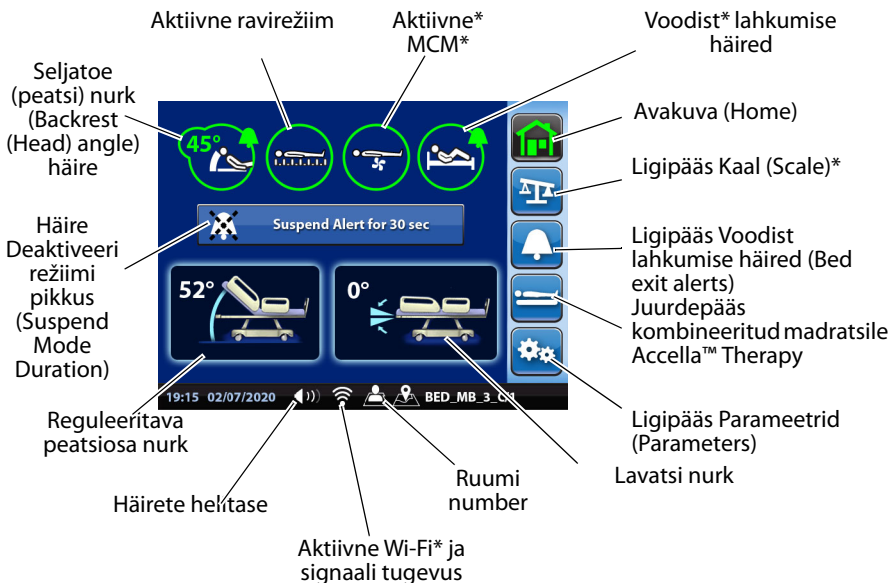 Aktiivne ravirežiim
Aktiivne*
MCM*
Voodist* lahkumise
häired
Seljatoe
(peatsi) nurk
(Backrest
(Head) angle)
häire
45°
Avakuva (Home)
Ligipääs Kaal (Scale)*
Häire
Deaktiveeri
režiimi
pikkus
(Suspend
Mode
Duration)
Suspend Alert for 30 sec
Ligipääs Voodist
lahkumise häired (Bed
exit alerts)
Juurdepääs
kombineeritud madratsile
Accella™ Therapy
52°
0°
19:15 02/07/2020
BED_MB_3_C
Ligipääs Parameetrid
(Parameters)
Reguleeritava
peatsiosa nurk
Lavatsi nurk
Häirete helitase
Ruumi
number
Aktiivne Wi-Fi* ja
signaali tugevus